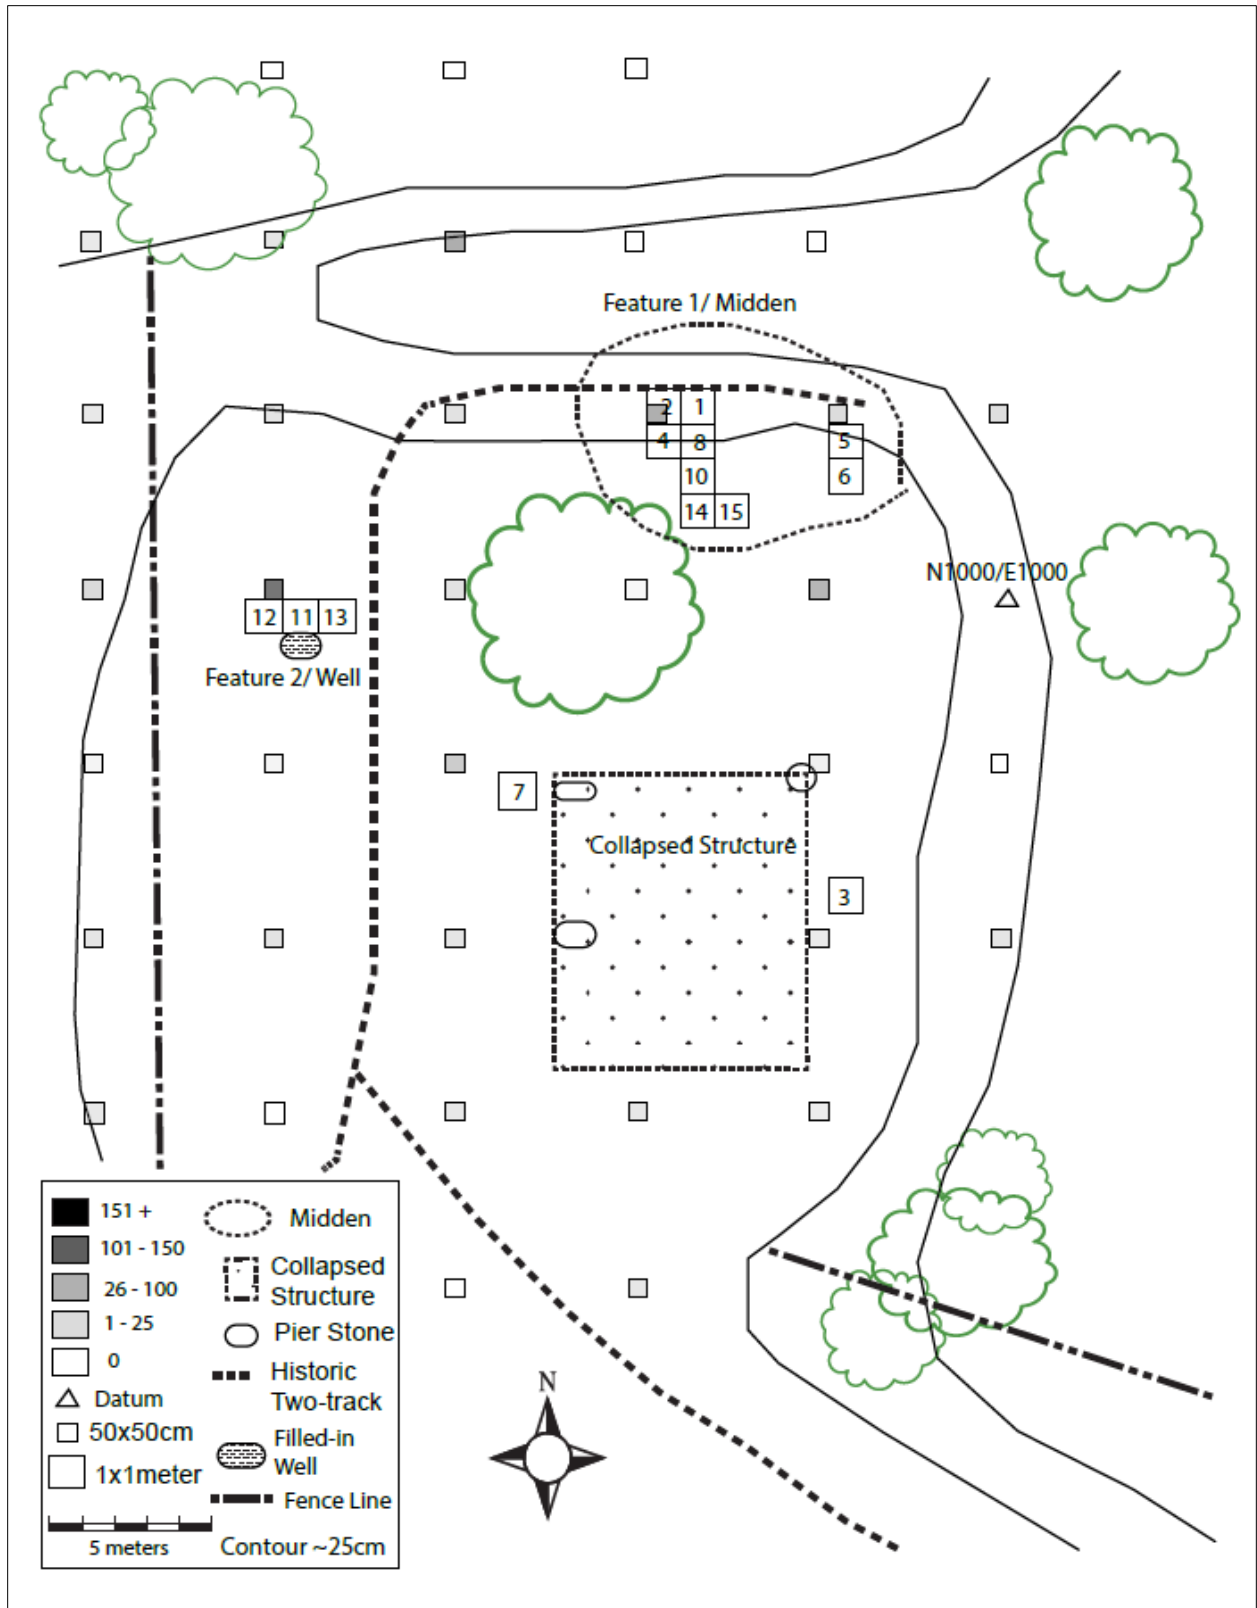 Feature 1/ Midden
2 1
4 8
5
10
6
14 15
N1000/E1000
12 11 13
Feature 2/ Well
7
Collapsed Structure
3
151 +
101 - 150
26 - 100
1 - 25
0
Datum
50x50cm
1x1meter
5 meters
Midden
Collapsed
Structure
Pier Stone
Historic
Two-track
Filled-in
Well
Fence Line
Contour ~25cm
N